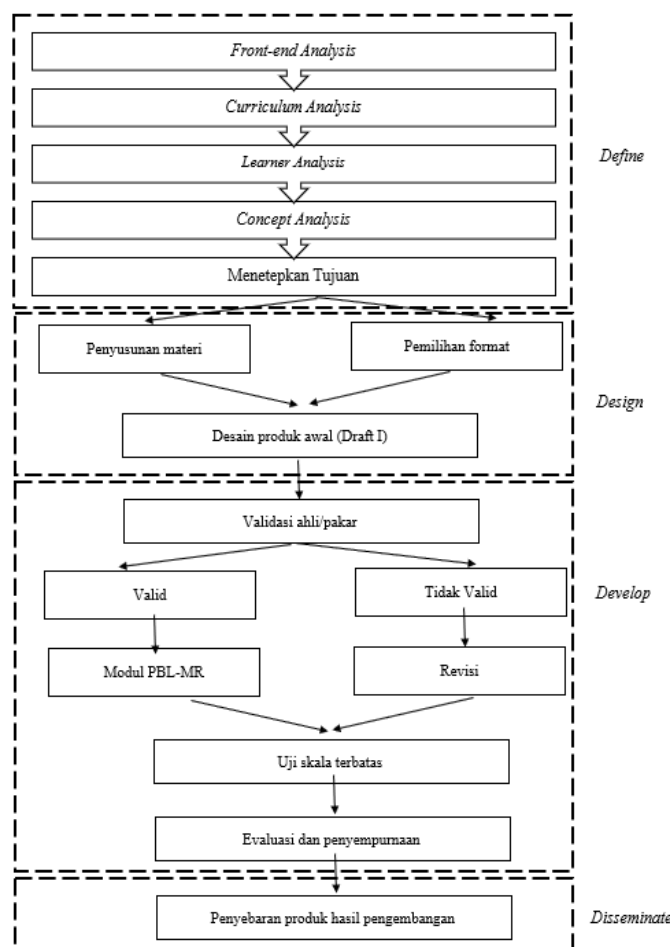 Front-end Analysis
Curriculum Analysis
Learner Analysis
Concept Analysis
Menetepkan Tujuan
Define
Penyusunan materi
Pemilihan format
Desain produk awal (Draft I)
Design
Validasi ahli/pakar
Valid
Tidak Valid
Modul PBL-MR
Revisi
Uji skala terbatas
Evaluasi dan penyempurnaan
Develop
Penyebaran produk hasil pengembangan
Disseminate